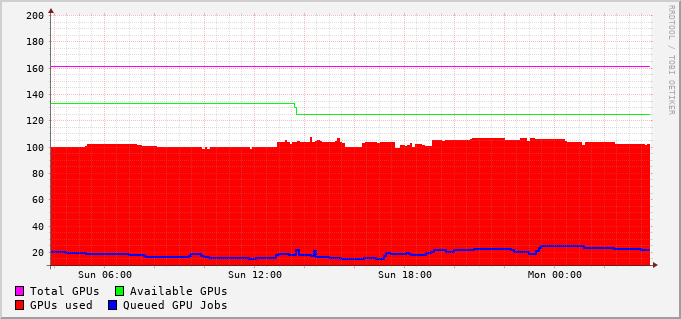 RRDTOOL / TOBI OETIKER
200
180
160
140
120
100
80
60
40
20
Sun 06:00 Sun 12:00 Sun 18:00 Mon 00:00
Total GPUs Available GPUs
GPUs used Queued GPU Jobs